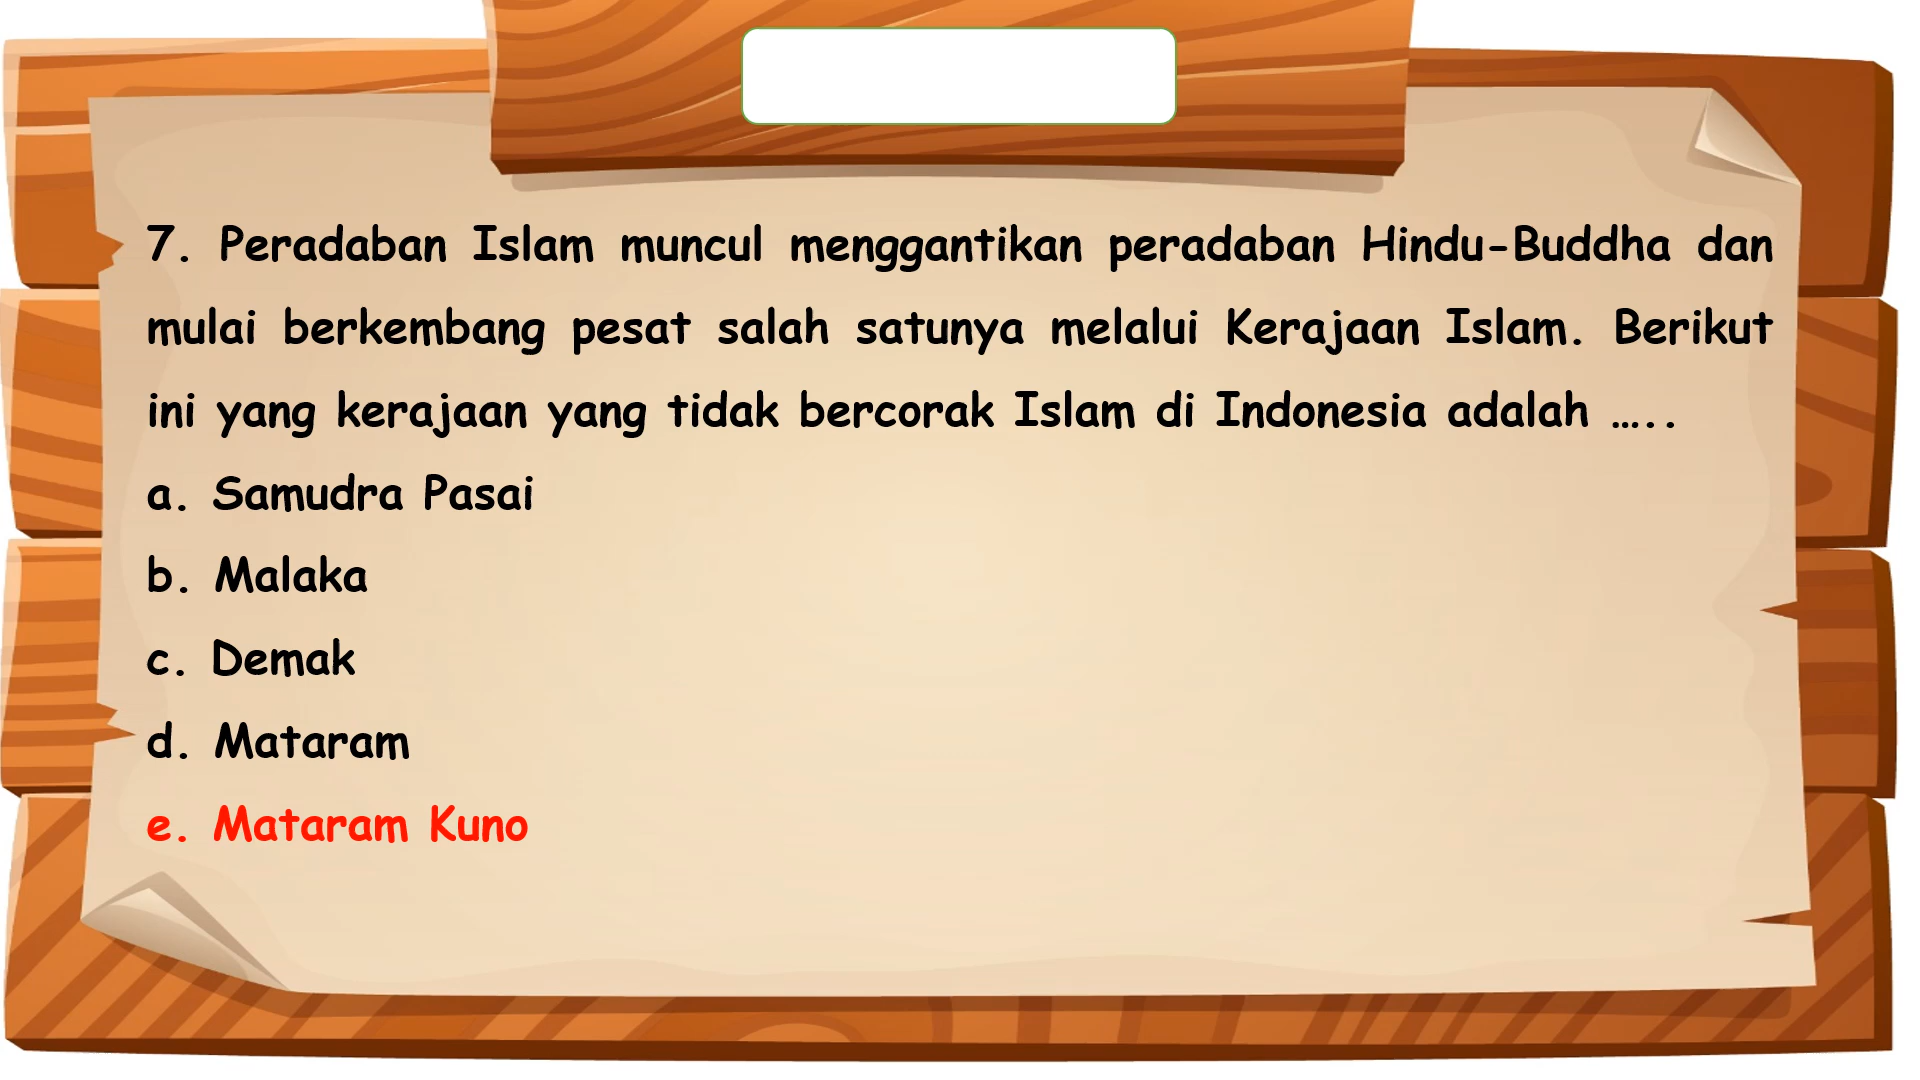 7. Peradaban Islam muncul menggantikan peradaban Hindu-Buddha dan
mulai berkembang pesat salah satunya melalui Kerajaan Islam. Berikut
ini yang kerajaan yang tidak bercorak Islam di Indonesia adalah …..
a. Samudra Pasai
b. Malaka
c. Demak
d. Mataram
e. Mataram Kuno